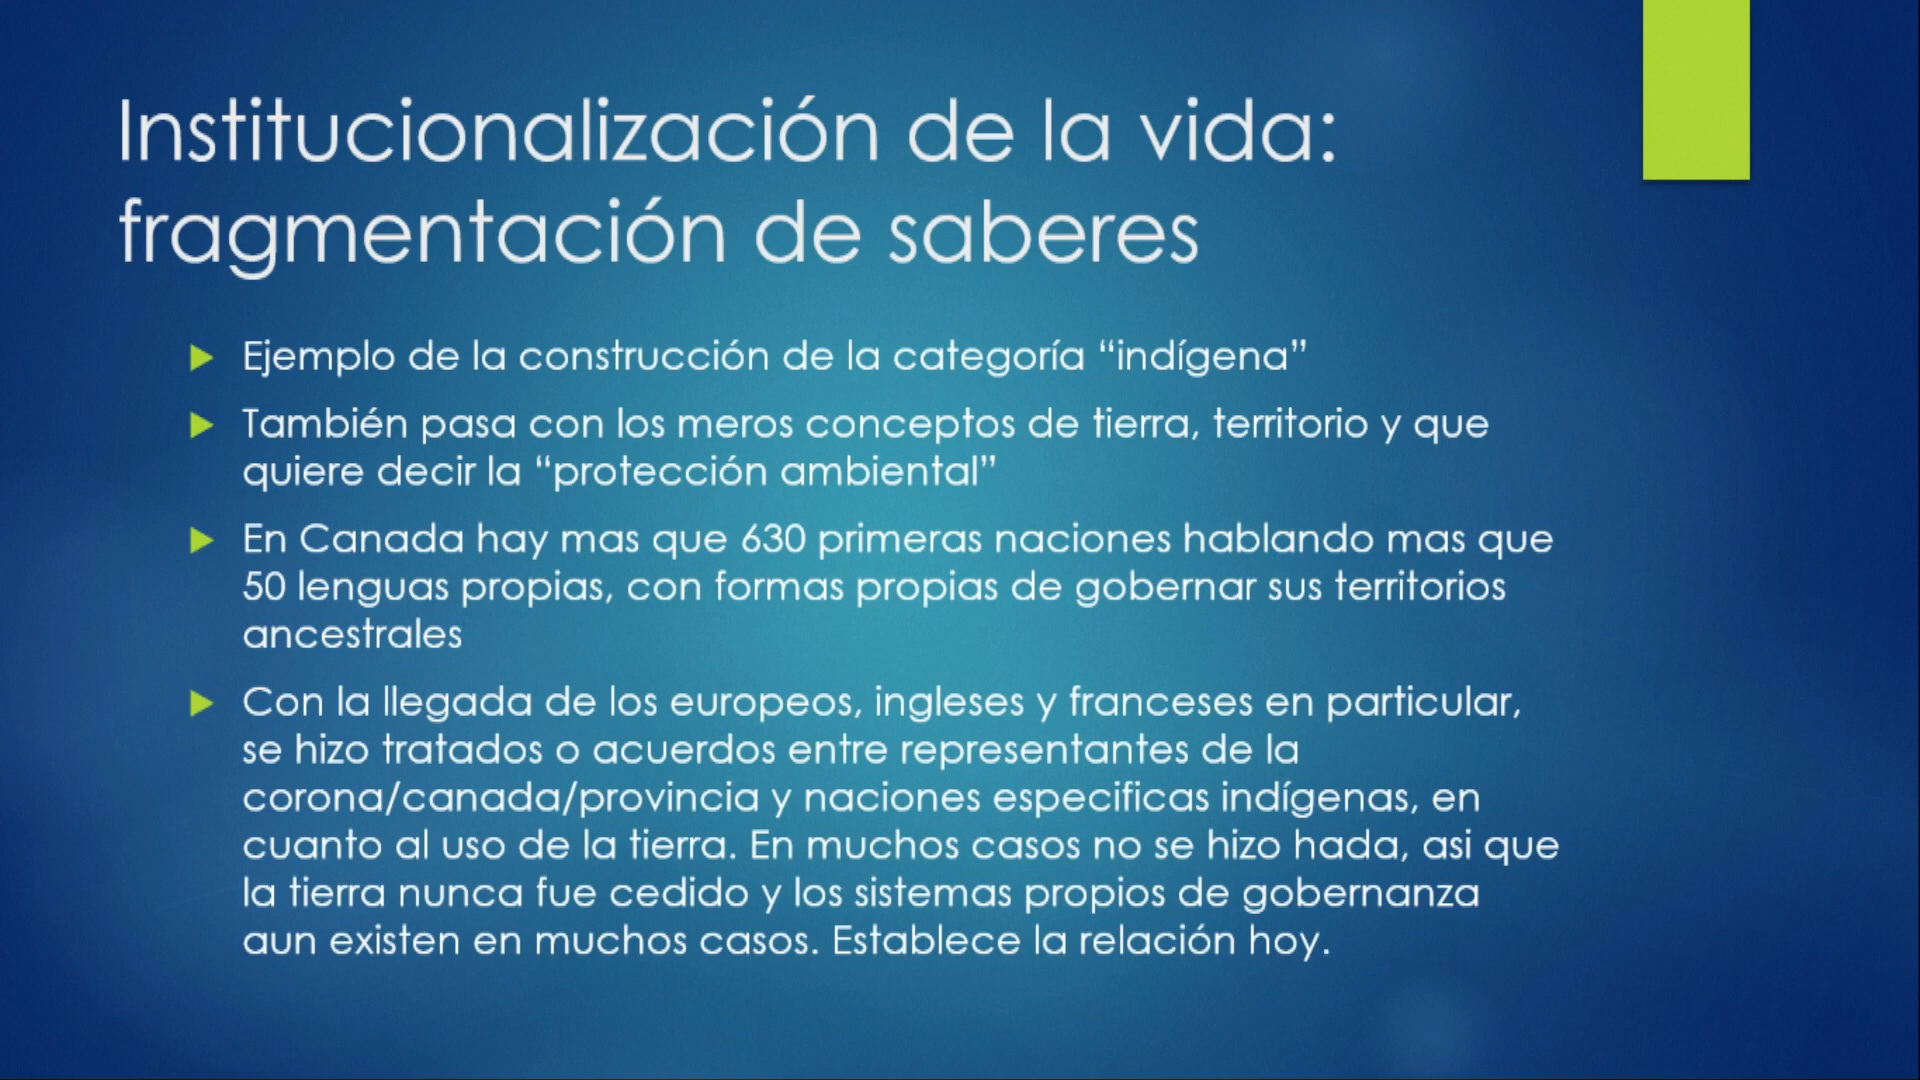 Institucionalización de la vida:
fragmentación de saberes
Ejemplo de la construcción de la categoría “indígena”
También pasa con los meros conceptos de tierra, territorio y que
quiere decir la “protección ambiental”
En Canada hay mas que 630 primeras naciones hablando mas que
50 lenguas propias, con formas propias de gobernar sus territorios
ancestrales
Con la llegada de los europeos, ingleses y franceses en particular,
se hizo tratados o acuerdos entre representantes de la
corona/canada/provincia y naciones especificas indígenas, en
cuanto al uso de la tierra. En muchos casos no se hizo hada, asi que
la tierra nunca fue cedido y los sistemas propios de gobernanza
aun existen en muchos casos. Establece la relación hoy.